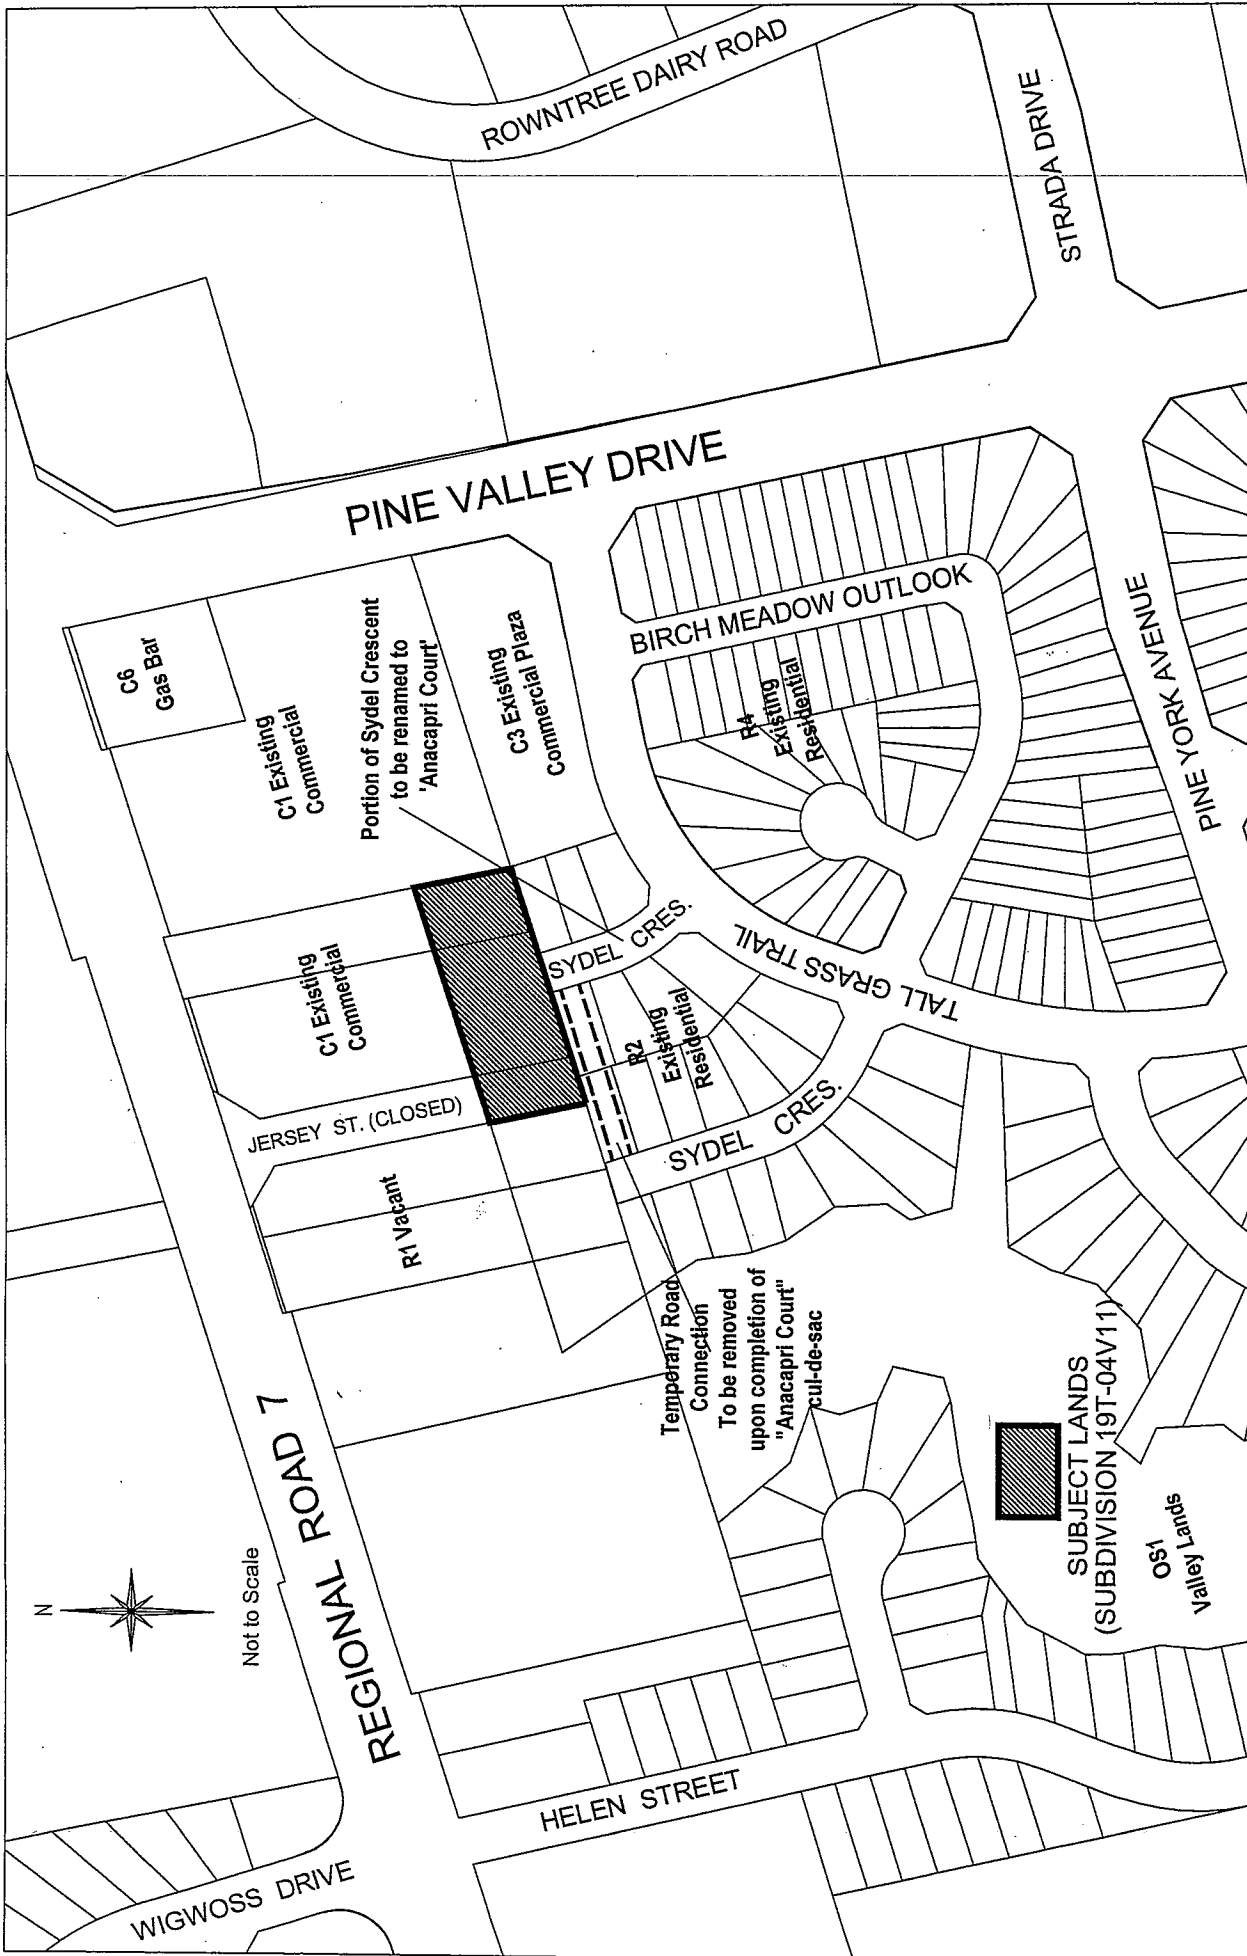 N
Not to Scale
WIGWOSS DRIVE
REGIONAL ROAD 7
HELEN STREET
R1 Vacant
JERSEY ST. (CLOSED)
C1 Existing
Commercial
C1 Existing
Commercial
C6
Gas Bar
Portion of Sydel Crescent
to be renamed to
'Anacapri Court'
C3 Existing
Commercial Plaza
PINE VALLEY DRIVE
ROWNTREE DAIRY ROAD
STRADA DRIVE
BIRCH MEADOW OUTLOOK
R4
Existing
Residential
PINE YORK AVENUE
SYDEL CRES.
TALL GRASS TRAIL
R2
Existing
Residential
SYDEL CRES.
Temporary Road
Connection
To be removed
upon completion of
"Anacapri Court"
cul-de-sac
SUBJECT LANDS
(SUBDIVISION 19T-04V11)
OS1
Valley Lands